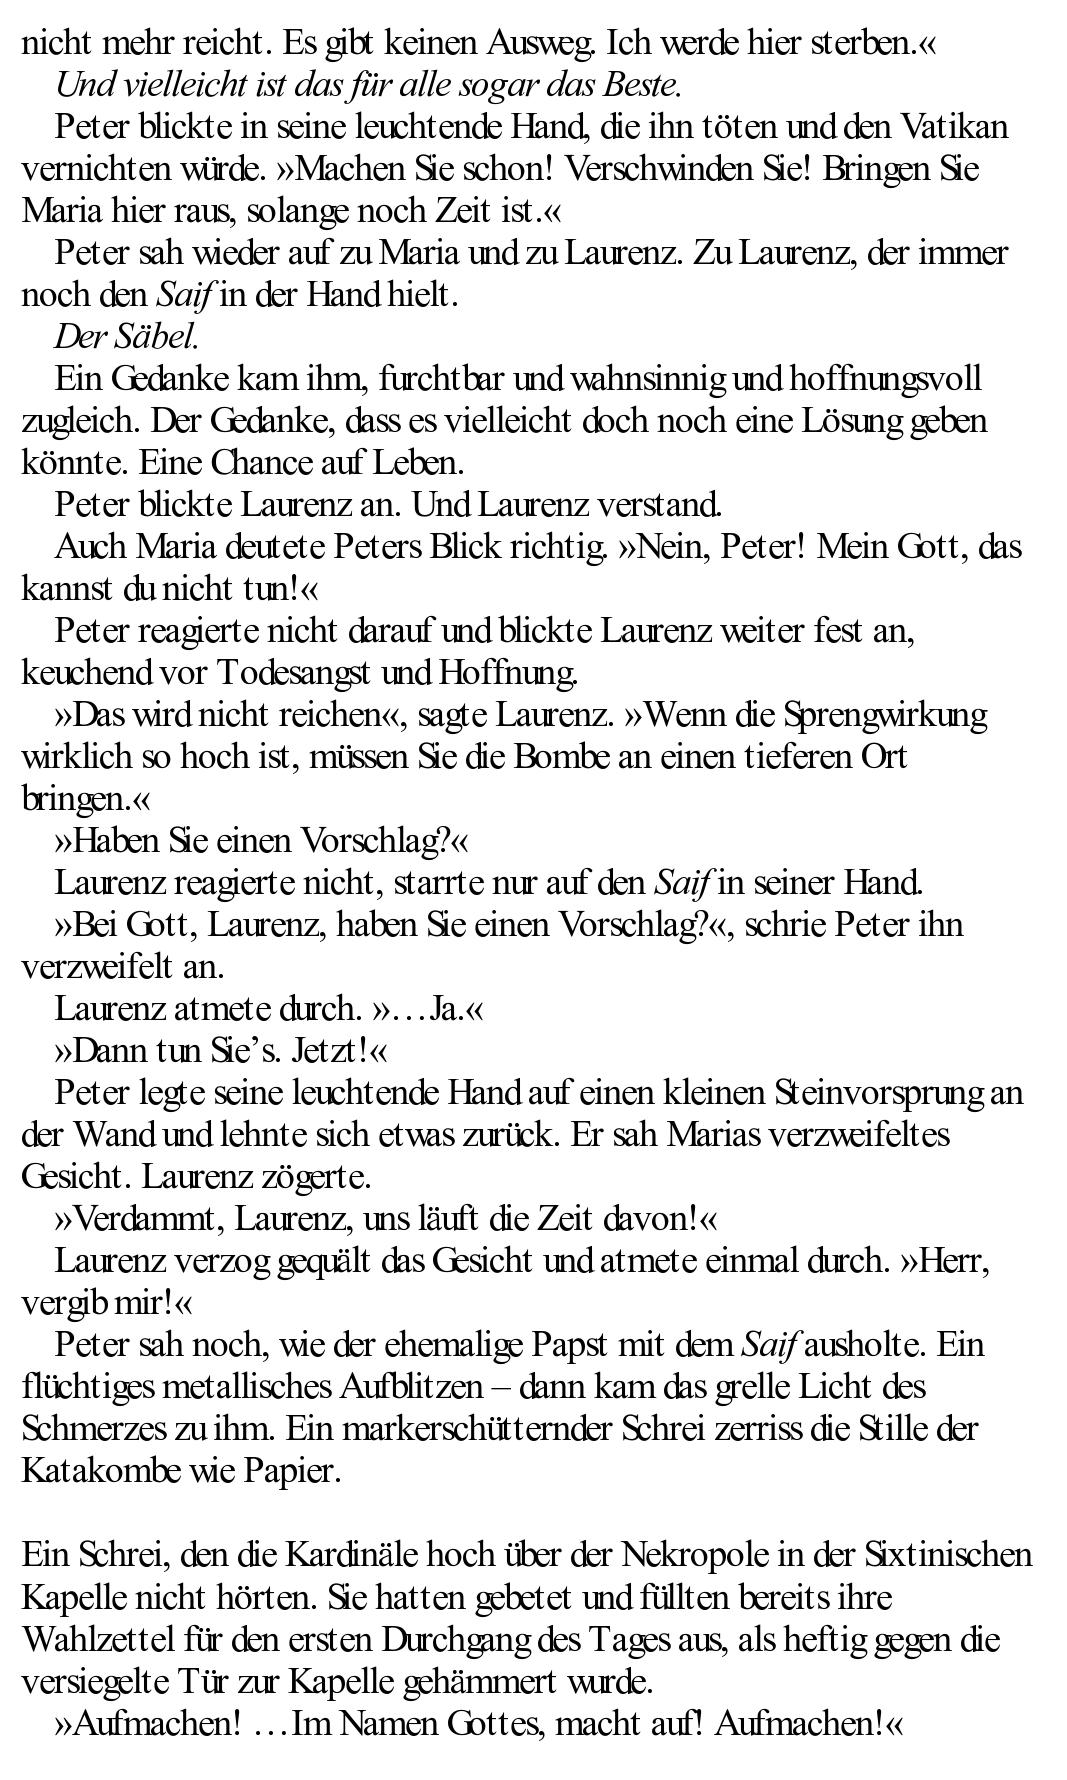 nicht mehr reicht. Es gibt keinen Ausweg. Ich werde hier sterben.«
Und vielleicht ist das für alle sogar das Beste.
Peter blickte in seine leuchtende Hand, die ihn töten und den Vatikan
vernichten würde. »Machen Sie schon! Verschwinden Sie! Bringen Sie
Maria hier raus, solange noch Zeit ist.«
Peter sah wieder auf zu Maria und zu Laurenz. Zu Laurenz, der immer
noch den Saif in der Hand hielt.
Der Säbel.
Ein Gedanke kam ihm, furchtbar und wahnsinnig und hoffnungsvoll
zugleich. Der Gedanke, dass es vielleicht doch noch eine Lösung geben
könnte. Eine Chance auf Leben.
Peter blickte Laurenz an. Und Laurenz verstand.
Auch Maria deutete Peters Blick richtig. »Nein, Peter! Mein Gott, das
kannst du nicht tun!«
Peter reagierte nicht darauf und blickte Laurenz weiter fest an,
keuchend vor Todesangst und Hoffnung.
»Das wird nicht reichen«, sagte Laurenz. »Wenn die Sprengwirkung
wirklich so hoch ist, müssen Sie die Bombe an einen tieferen Ort
bringen.«
»Haben Sie einen Vorschlag?«
Laurenz reagierte nicht, starrte nur auf den Saif in seiner Hand.
»Bei Gott, Laurenz, haben Sie einen Vorschlag?«, schrie Peter ihn
verzweifelt an.
Laurenz atmete durch. »…Ja.«
»Dann tun Sie’s. Jetzt!«
Peter legte seine leuchtende Hand auf einen kleinen Steinvorsprung an
der Wand und lehnte sich etwas zurück. Er sah Marias verzweifeltes
Gesicht. Laurenz zögerte.
»Verdammt, Laurenz, uns läuft die Zeit davon!«
Laurenz verzog gequält das Gesicht und atmete einmal durch. »Herr,
vergib mir!«
Peter sah noch, wie der ehemalige Papst mit dem Saif ausholte. Ein
flüchtiges metallisches Aufblitzen – dann kam das grelle Licht des
Schmerzes zu ihm. Ein markerschütternder Schrei zerriss die Stille der
Katakombe wie Papier.
Ein Schrei, den die Kardinäle hoch über der Nekropole in der Sixtinischen
Kapelle nicht hörten. Sie hatten gebetet und füllten bereits ihre
Wahlzettel für den ersten Durchgang des Tages aus, als heftig gegen die
versiegelte Tür zur Kapelle gehämmert wurde.
»Aufmachen! …Im Namen Gottes, macht auf! Aufmachen!«